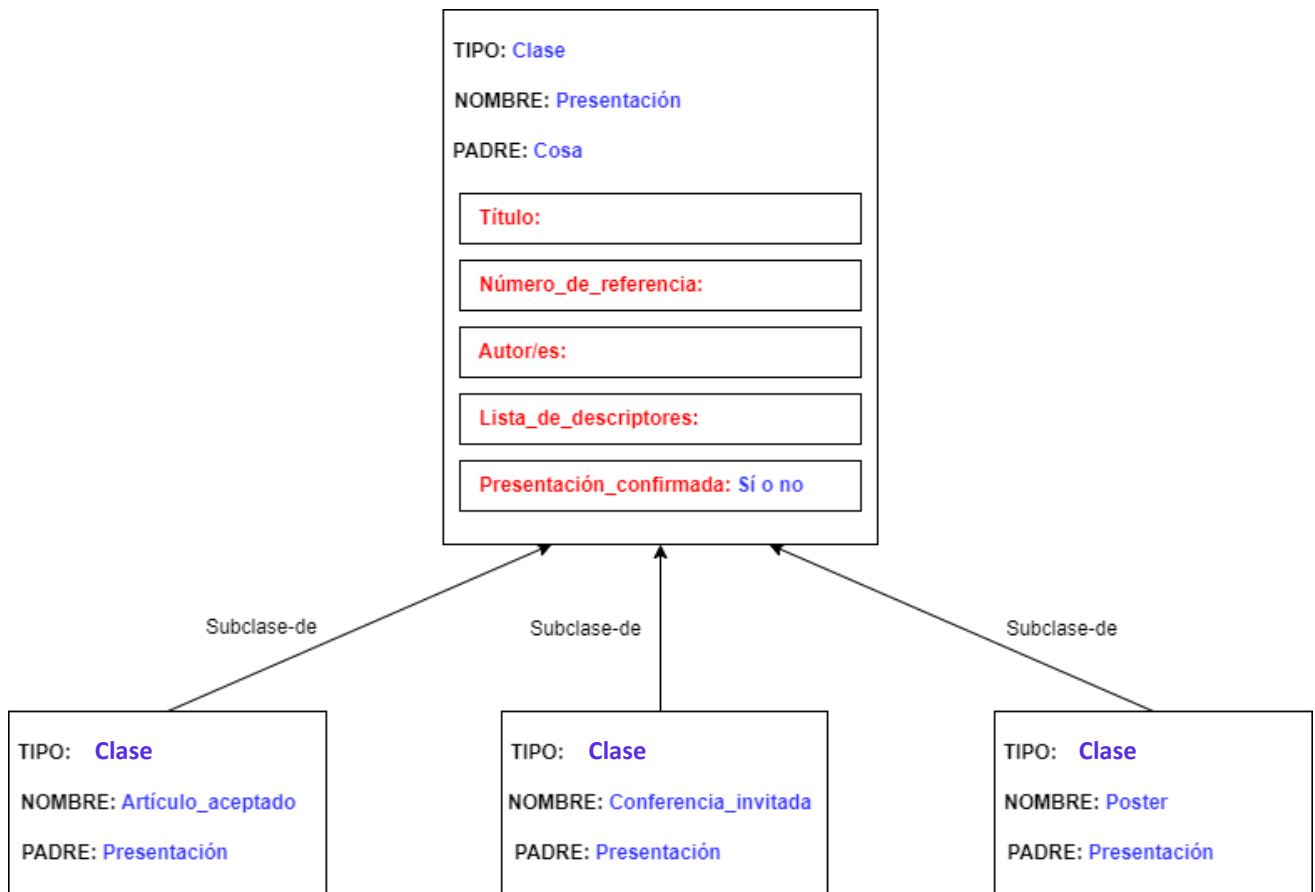 TIPO: Clase
NOMBRE: Presentación
PADRE: Cosa
Título:
Número_de_referencia:
Autor/es:
Lista_de_descriptores:
Presentación_confirmada: Sí o no
Subclase-de
Subclase-de
Subclase-de
TIPO: Clase
NOMBRE: Artículo_aceptado
PADRE: Presentación
TIPO: Clase
NOMBRE: Conferencia_invitada
PADRE: Presentación
TIPO: Clase
NOMBRE: Poster
PADRE: Presentación